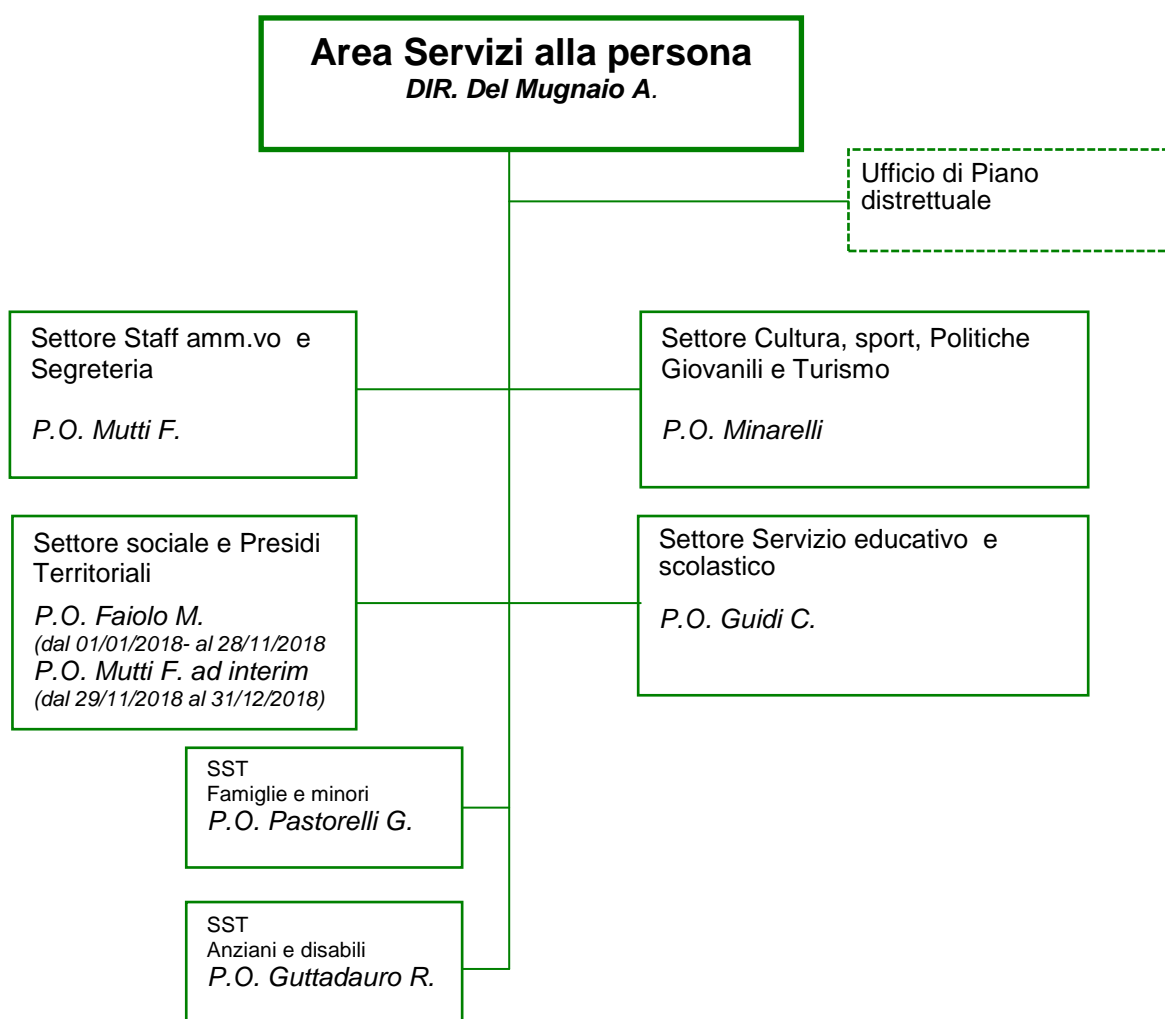 Area Servizi alla persona
DIR. Del Mugnaio A.
Ufficio di Piano
distrettuale
Settore Staff amm.vo e
Segreteria
P.O. Mutti F.
Settore Cultura, sport, Politiche
Giovanili e Turismo
P.O. Minarelli
Settore sociale e Presidi
Territoriali
P.O. Faiolo M.
(dal 01/01/2018- al 28/11/2018
P.O. Mutti F. ad interim
(dal 29/11/2018 al 31/12/2018)
Settore Servizio educativo e
scolastico
P.O. Guidi C.
SST
Famiglie e minori
P.O. Pastorelli G.
SST
Anziani e disabili
P.O. Guttadauro R.